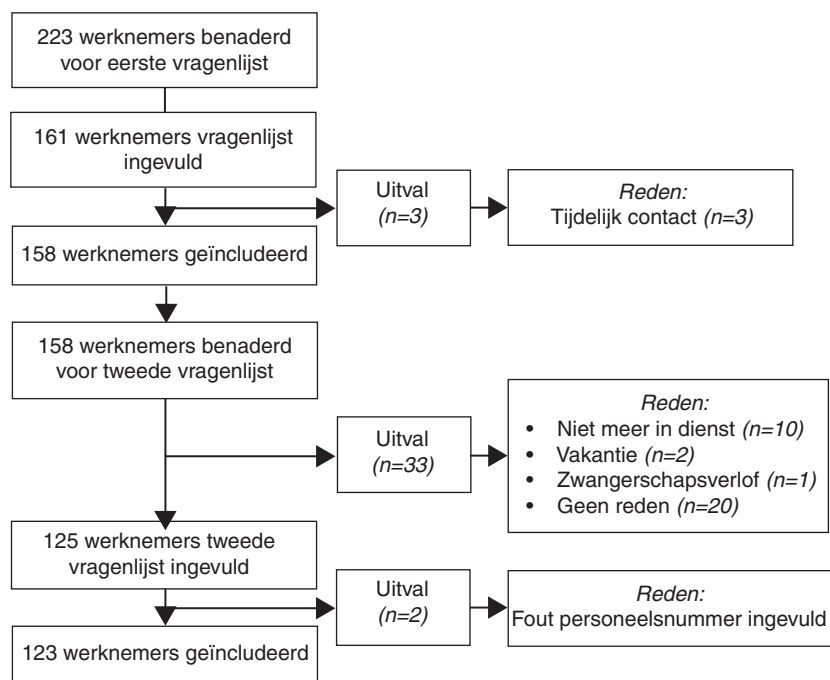 223 werknemers benaderd
voor eerste vragenlijst
161 werknemers vragenlijst
ingevuld
Uitval
(n=3)
Reden:
Tijdelijk contact (n=3)
158 werknemers geïncludeerd
158 werknemers benaderd
voor tweede vragenlijst
Uitval
(n=33)
Reden:
• Niet meer in dienst (n=10)
• Vakantie (n=2)
• Zwangerschapsverlof (n=1)
• Geen reden (n=20)
125 werknemers tweede
vragenlijst ingevuld
Uitval
(n=2)
Reden:
Fout personeelsnummer ingevuld
123 werknemers geïncludeerd